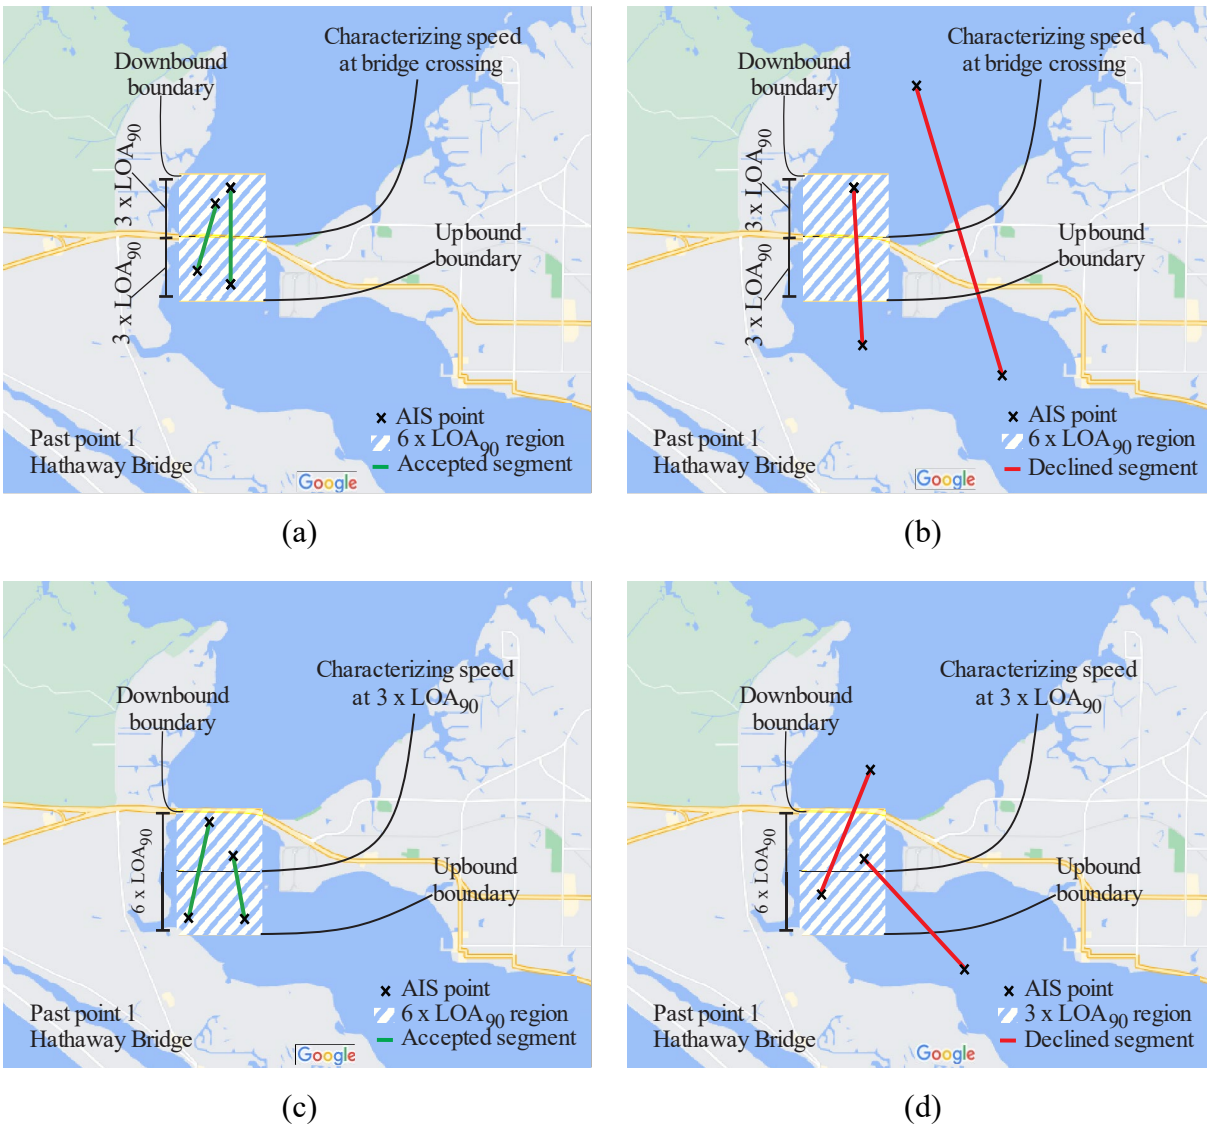 Characterizing speed
at bridge crossing
Downbound
boundary
3 x LOA90
3 x LOA90
Upbound
boundary
AIS point
6 x LOA90 region
Accepted segment
Past point 1
Hathaway Bridge
Google
(a)
Characterizing speed
at bridge crossing
Downbound
boundary
3 x LOA90
3 x LOA90
Upbound
boundary
AIS point
6 x LOA90 region
Declined segment
Past point 1
Hathaway Bridge
Google
(b)
Characterizing speed
at 3 x LOA90
Downbound
boundary
6 x LOA90
Upbound
boundary
AIS point
6 x LOA90 region
Accepted segment
Past point 1
Hathaway Bridge
Google
(c)
Characterizing speed
at 3 x LOA90
Downbound
boundary
6 x LOA90
Upbound
boundary
AIS point
3 x LOA90 region
Declined segment
Past point 1
Hathaway Bridge
Google
(d)